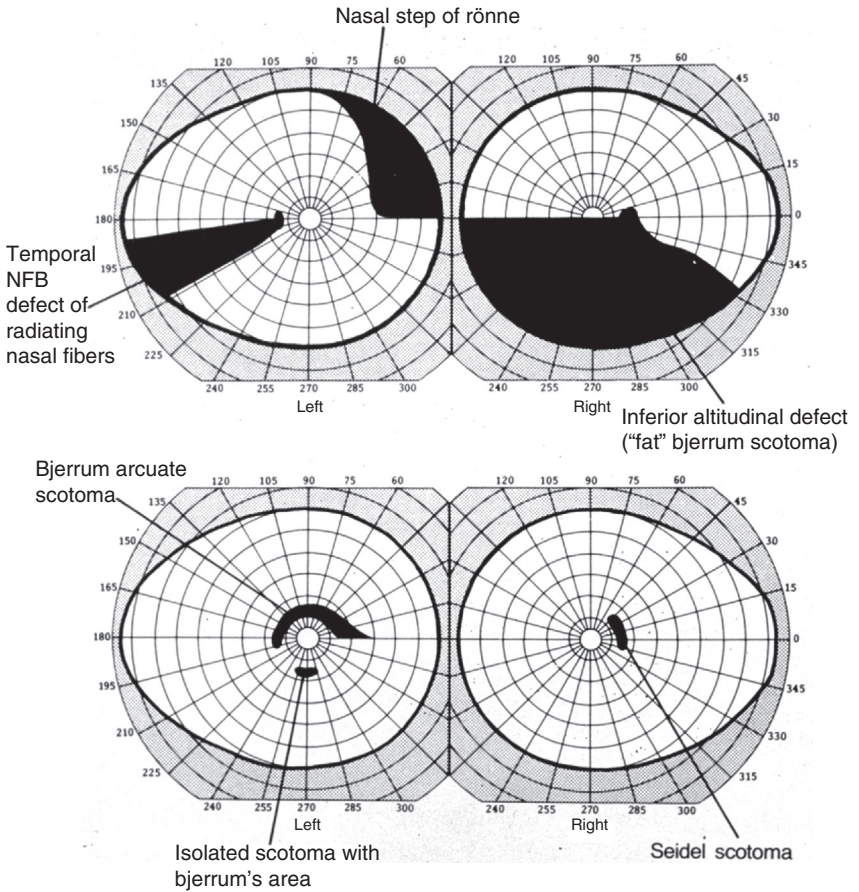 Nasal step of rönne
120 105 90 75 60
120 105 90 75 60
135
45
150
30
165
15
180
0
Temporal
NFB
defect of
radiating
nasal fibers
195
345
210
330
225
315
240 255 270 285 300
240 255 270 285 300
Left
Right
Inferior altitudinal defect
(“fat” bjerrum scotoma)
Bjerrum arcuate
scotoma
120 105 90 75 60
120 105 90 75 60
135
45
150
30
165
15
180
0
195
345
210
330
225
315
240 255 270 285 300
240 255 270 285 300
Left
Right
Isolated scotoma with
bjerrum's area
Seidel scotoma